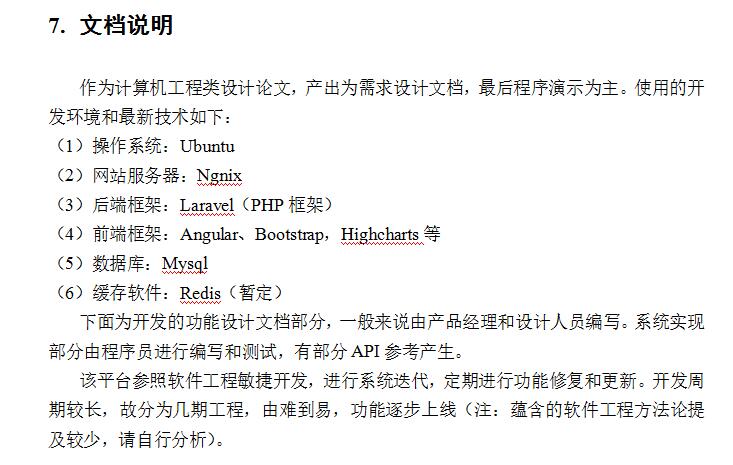 7. 文档说明
作为计算机工程类设计论文，产出为需求设计文档，最后程序演示为主。使用的开
发环境和最新技术如下：
（1）操作系统：Ubuntu
（2）网站服务器：Ngnix
（3）后端框架：Laravel（PHP 框架）
（4）前端框架：Angular、Bootstrap，Highcharts 等
（5）数据库：Mysql
（6）缓存软件：Redis（暂定）
下面为开发的功能设计文档部分，一般来说由产品经理和设计人员编写。系统实现
部分由程序员进行编写和测试，有部分 API 参考产生。
该平台参照软件工程敏捷开发，进行系统迭代，定期进行功能修复和更新。开发周
期较长，故分为几期工程，由难到易，功能逐步上线（注：蕴含的软件工程方法论提
及较少，请自行分析）。